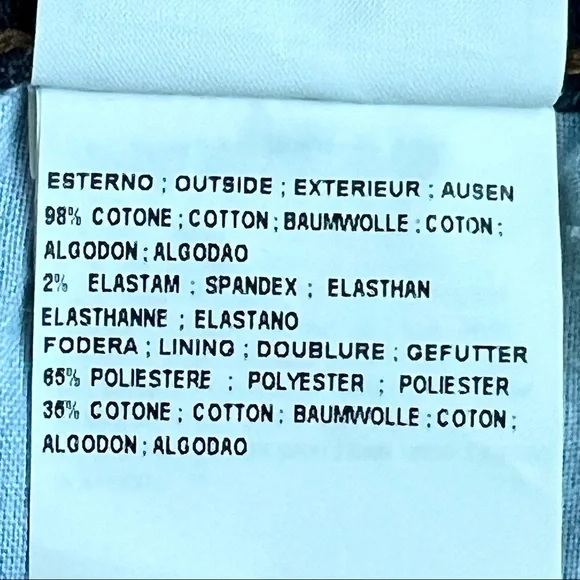 ESTERNO ; OUTSIDE ; EXTERIEUR ; AUSEN
98% COTONE ; COTTON ; BAUMWOLLE ; COTON ;
ALGODON ; ALGODAO
2% ELASTAM ; SPANDEX ; ELASTHAN
ELASTHANNE ; ELASTANO
FODERA ; LINING ; DOUBLURE ; GEFUTTER
65% POLIESTERE ; POLYESTER ; POLIESTER
35% COTONE ; COTTON ; BAUMWOLLE ; COTON ;
ALGODON ; ALGODAO